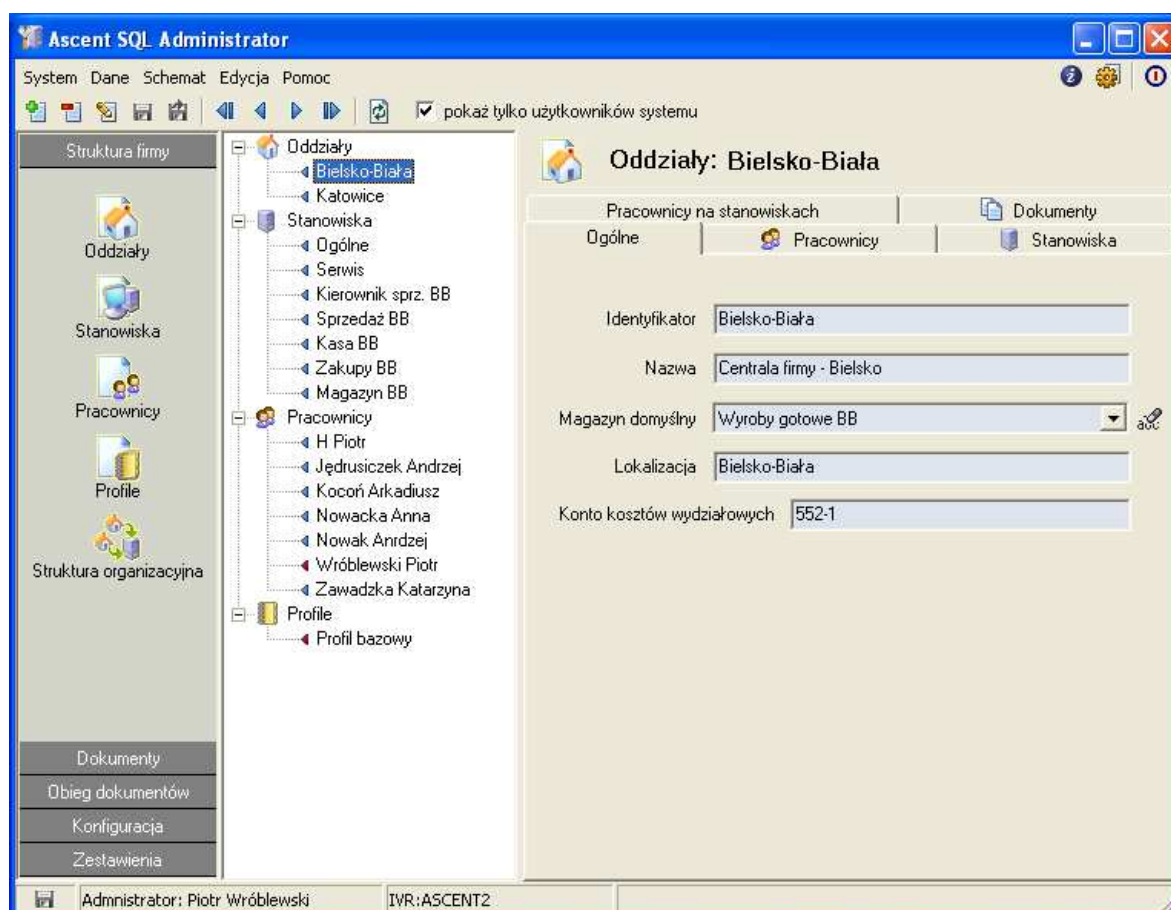 Ascent SQL Administrator
System Dane Schemat Edycja Pomoc
pokaż tylko użytkowników systemu
Struktura firmy
Oddziały
Stanowiska
Pracownicy
Profile
Struktura organizacyjna
Dokumenty
Obieg dokumentów
Konfiguracja
Zestawienia
Oddziały
Bielsko-Biała
Katowice
Stanowiska
Ogólne
Serwis
Kierownik sprz. BB
Sprzedaż BB
Kasa BB
Zakupy BB
Magazyn BB
Pracownicy
H Piotr
Jędrusiczek Andrzej
Kocoń Arkadiusz
Nowacka Anna
Nowak Anrdzej
Wróblewski Piotr
Zawadzka Katarzyna
Profile
Profil bazowy
Oddziały: Bielsko-Biała
Pracownicy na stanowiskach Dokumenty
Ogólne Pracownicy Stanowiska
Identyfikator Bielsko-Biała
Nazwa Centrala firmy - Bielsko
Magazyn domyślny Wyroby gotowe BB abc
Lokalizacja Bielsko-Biała
Konto kosztów wydziałowych 552-1
Admnistrator: Piotr Wróblewski IVR:ASCENT2